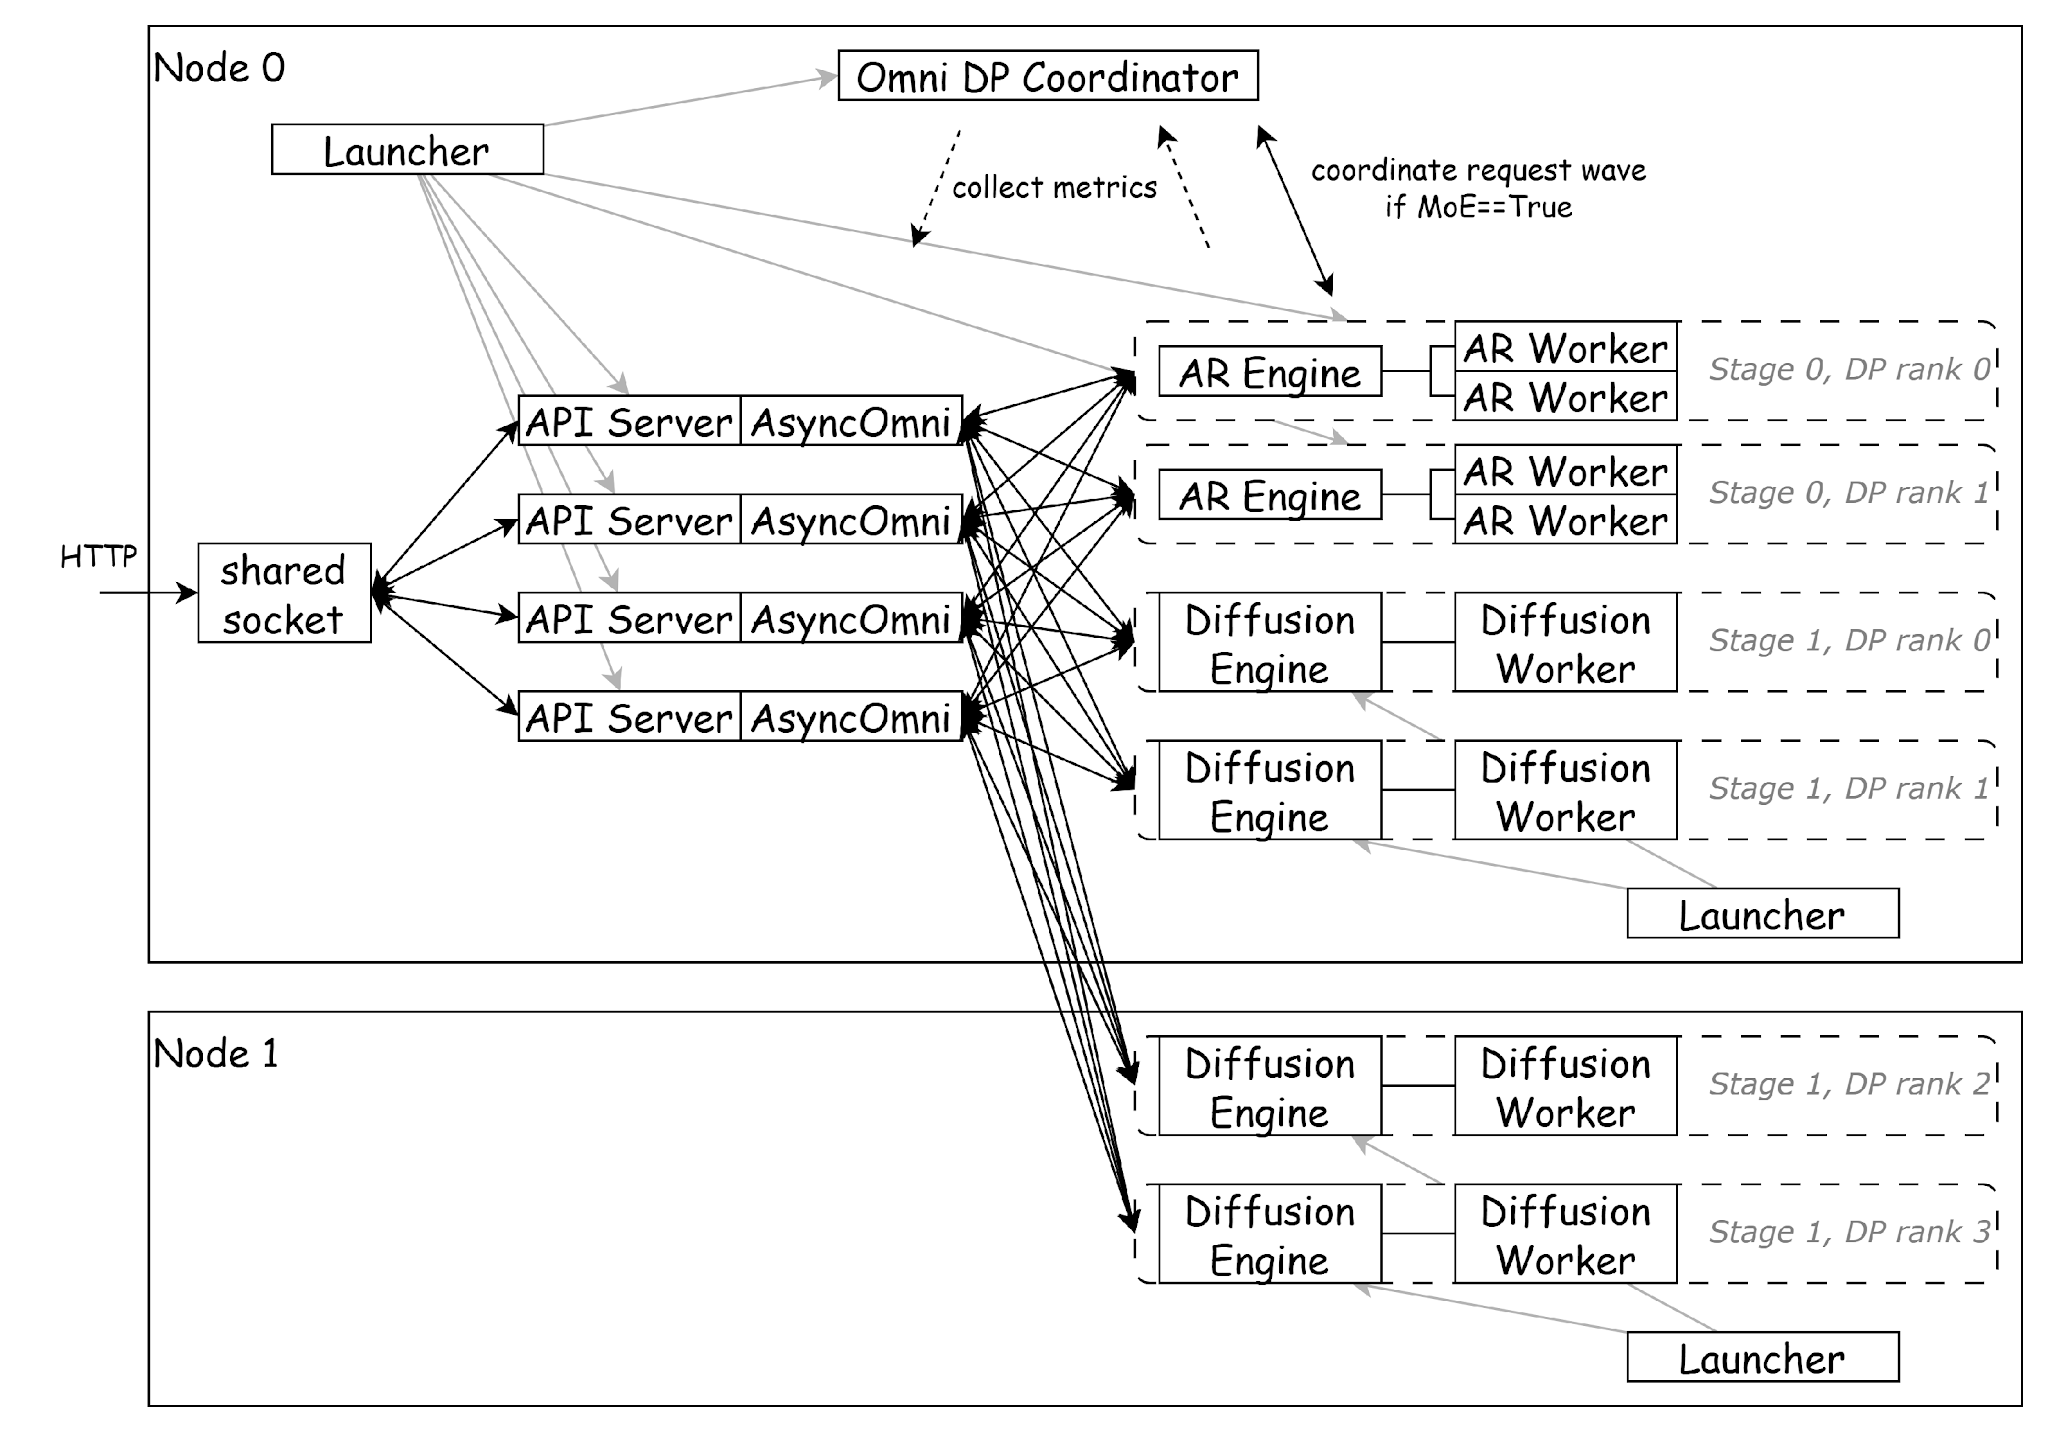 Node 0
Omni DP Coordinator
Launcher
collect metrics
coordinate request wave
if MoE==True
AR Engine
AR Worker
AR Worker
Stage 0, DP rank 0
API Server
AsyncOmni
AR Engine
AR Worker
AR Worker
Stage 0, DP rank 1
API Server
AsyncOmni
HTTP
shared
socket
API Server
AsyncOmni
Diffusion
Engine
Diffusion
Worker
Stage 1, DP rank 0
API Server
AsyncOmni
Diffusion
Engine
Diffusion
Worker
Stage 1, DP rank 1
Launcher
Node 1
Diffusion
Engine
Diffusion
Worker
Stage 1, DP rank 2
Diffusion
Engine
Diffusion
Worker
Stage 1, DP rank 3
Launcher